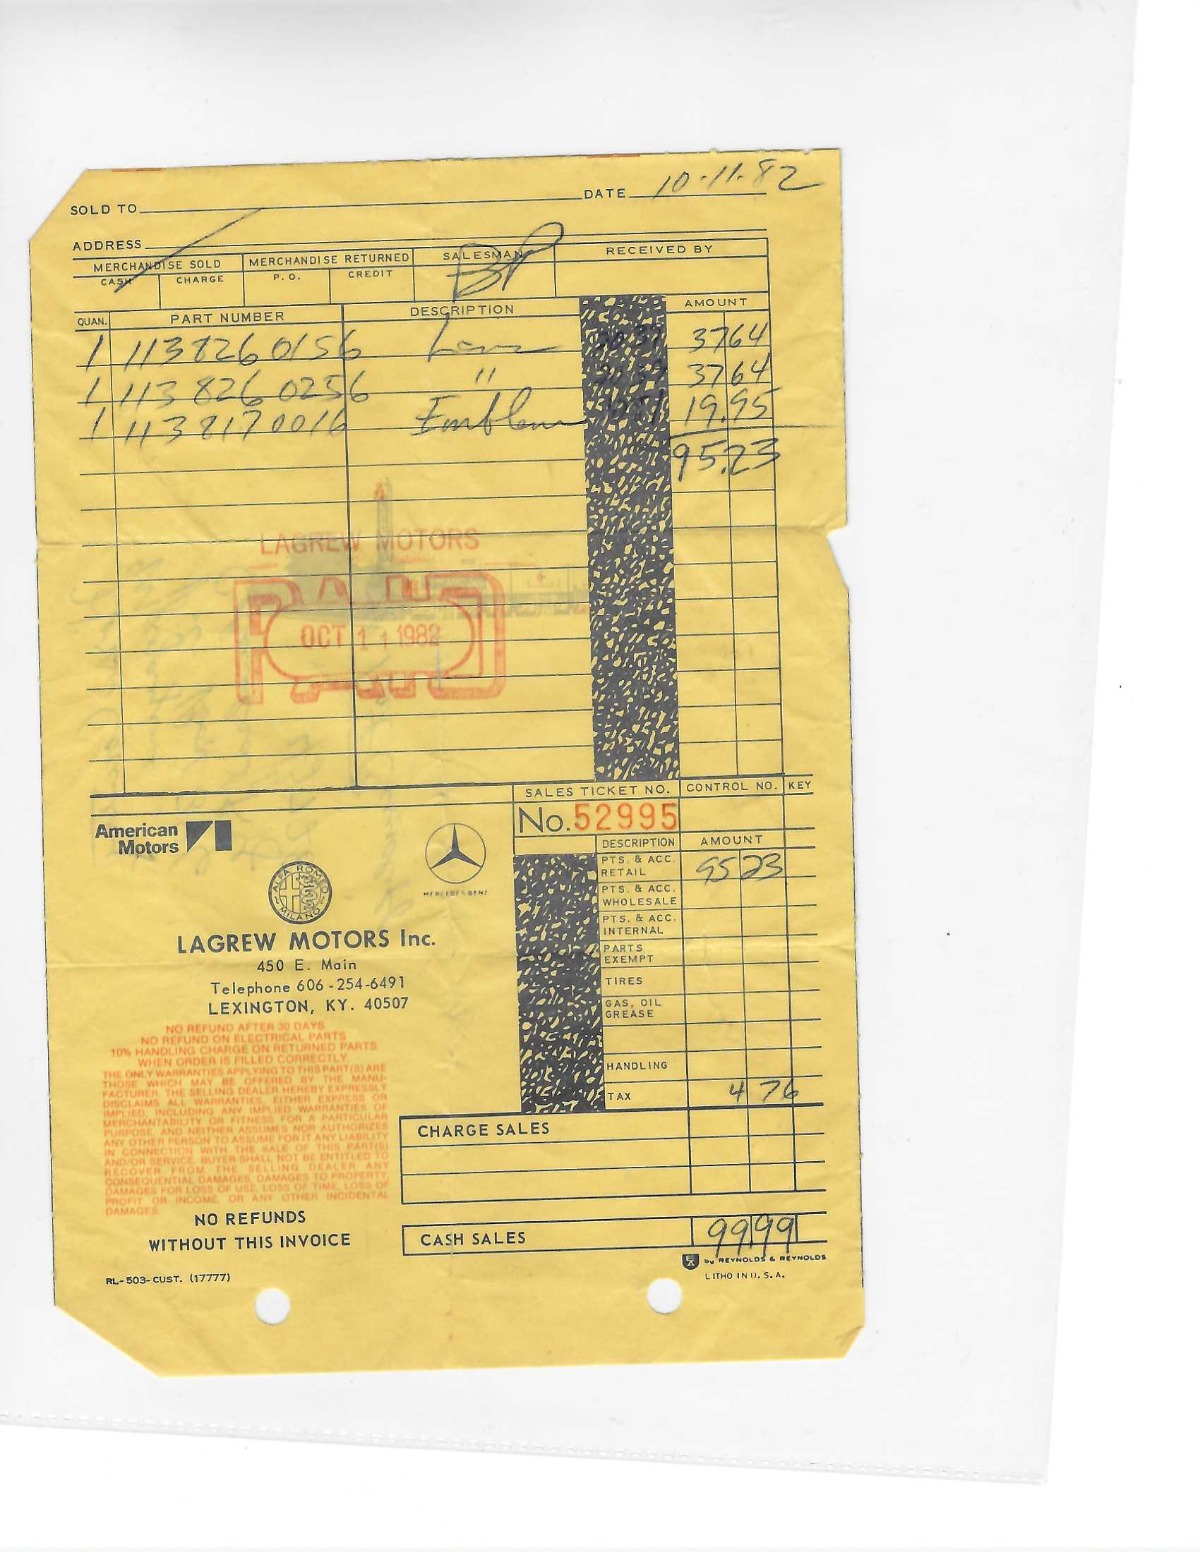 SOLD TO DATE 10-11-82
ADDRESS
MERCHANDISE SOLD MERCHANDISE RETURNED SALESMAN RECEIVED BY
CASH CHARGE P.O. CREDIT BP
QUAN. PART NUMBER DESCRIPTION AMOUNT
1 113 826 0156 3764
1 113 826 0256 " 3764
1 113 817 0016 Emblem 19.95
95.23
LAGREW MOTORS
PAID
OCT 11 1982
PAID
SALES TICKET NO. CONTROL NO. KEY
No. 52995
DESCRIPTION AMOUNT
American
Motors
PTS. & ACC.
RETAIL 95 23
PTS. & ACC.
WHOLESALE
PTS. & ACC.
INTERNAL
PARTS
EXEMPT
TIRES
GAS, OIL
GREASE
HANDLING
TAX 4 76
MERCEDES BENZ
ALFA ROMEO
MILANO
LAGREW MOTORS Inc.
450 E. Main
Telephone 606-254-6491
LEXINGTON, KY. 40507
NO REFUND AFTER 30 DAYS.
NO REFUND ON ELECTRICAL PARTS
10% HANDLING CHARGE ON RETURNED PARTS
WHEN ORDER IS FILLED CORRECTLY.
THE ONLY WARRANTIES APPLYING TO THIS PART(S) ARE
THOSE WHICH MAY BE OFFERED BY THE MANU-
FACTURER. THE SELLING DEALER HEREBY EXPRESSLY
DISCLAIMS ALL WARRANTIES, EITHER EXPRESS OR
IMPLIED, INCLUDING ANY IMPLIED WARRANTIES OF
MERCHANTABILITY OR FITNESS FOR A PARTICULAR
PURPOSE, AND NEITHER ASSUMES NOR AUTHORIZES
ANY OTHER PERSON TO ASSUME FOR IT ANY LIABILITY
IN CONNECTION WITH THE SALE OF THIS PART(S)
AND/OR SERVICE. BUYER SHALL NOT BE ENTITLED TO
RECOVER FROM THE SELLING DEALER ANY
CONSEQUENTIAL DAMAGES, DAMAGES TO PROPERTY,
DAMAGES FOR LOSS OF USE, LOSS OF TIME, LOSS OF
PROFIT OR INCOME, OR ANY OTHER INCIDENTAL
DAMAGES.
NO REFUNDS
WITHOUT THIS INVOICE
CHARGE SALES
CASH SALES 99.99
by REYNOLDS & REYNOLDS
LITHO IN U.S.A.
RL-503-CUST. (17777)